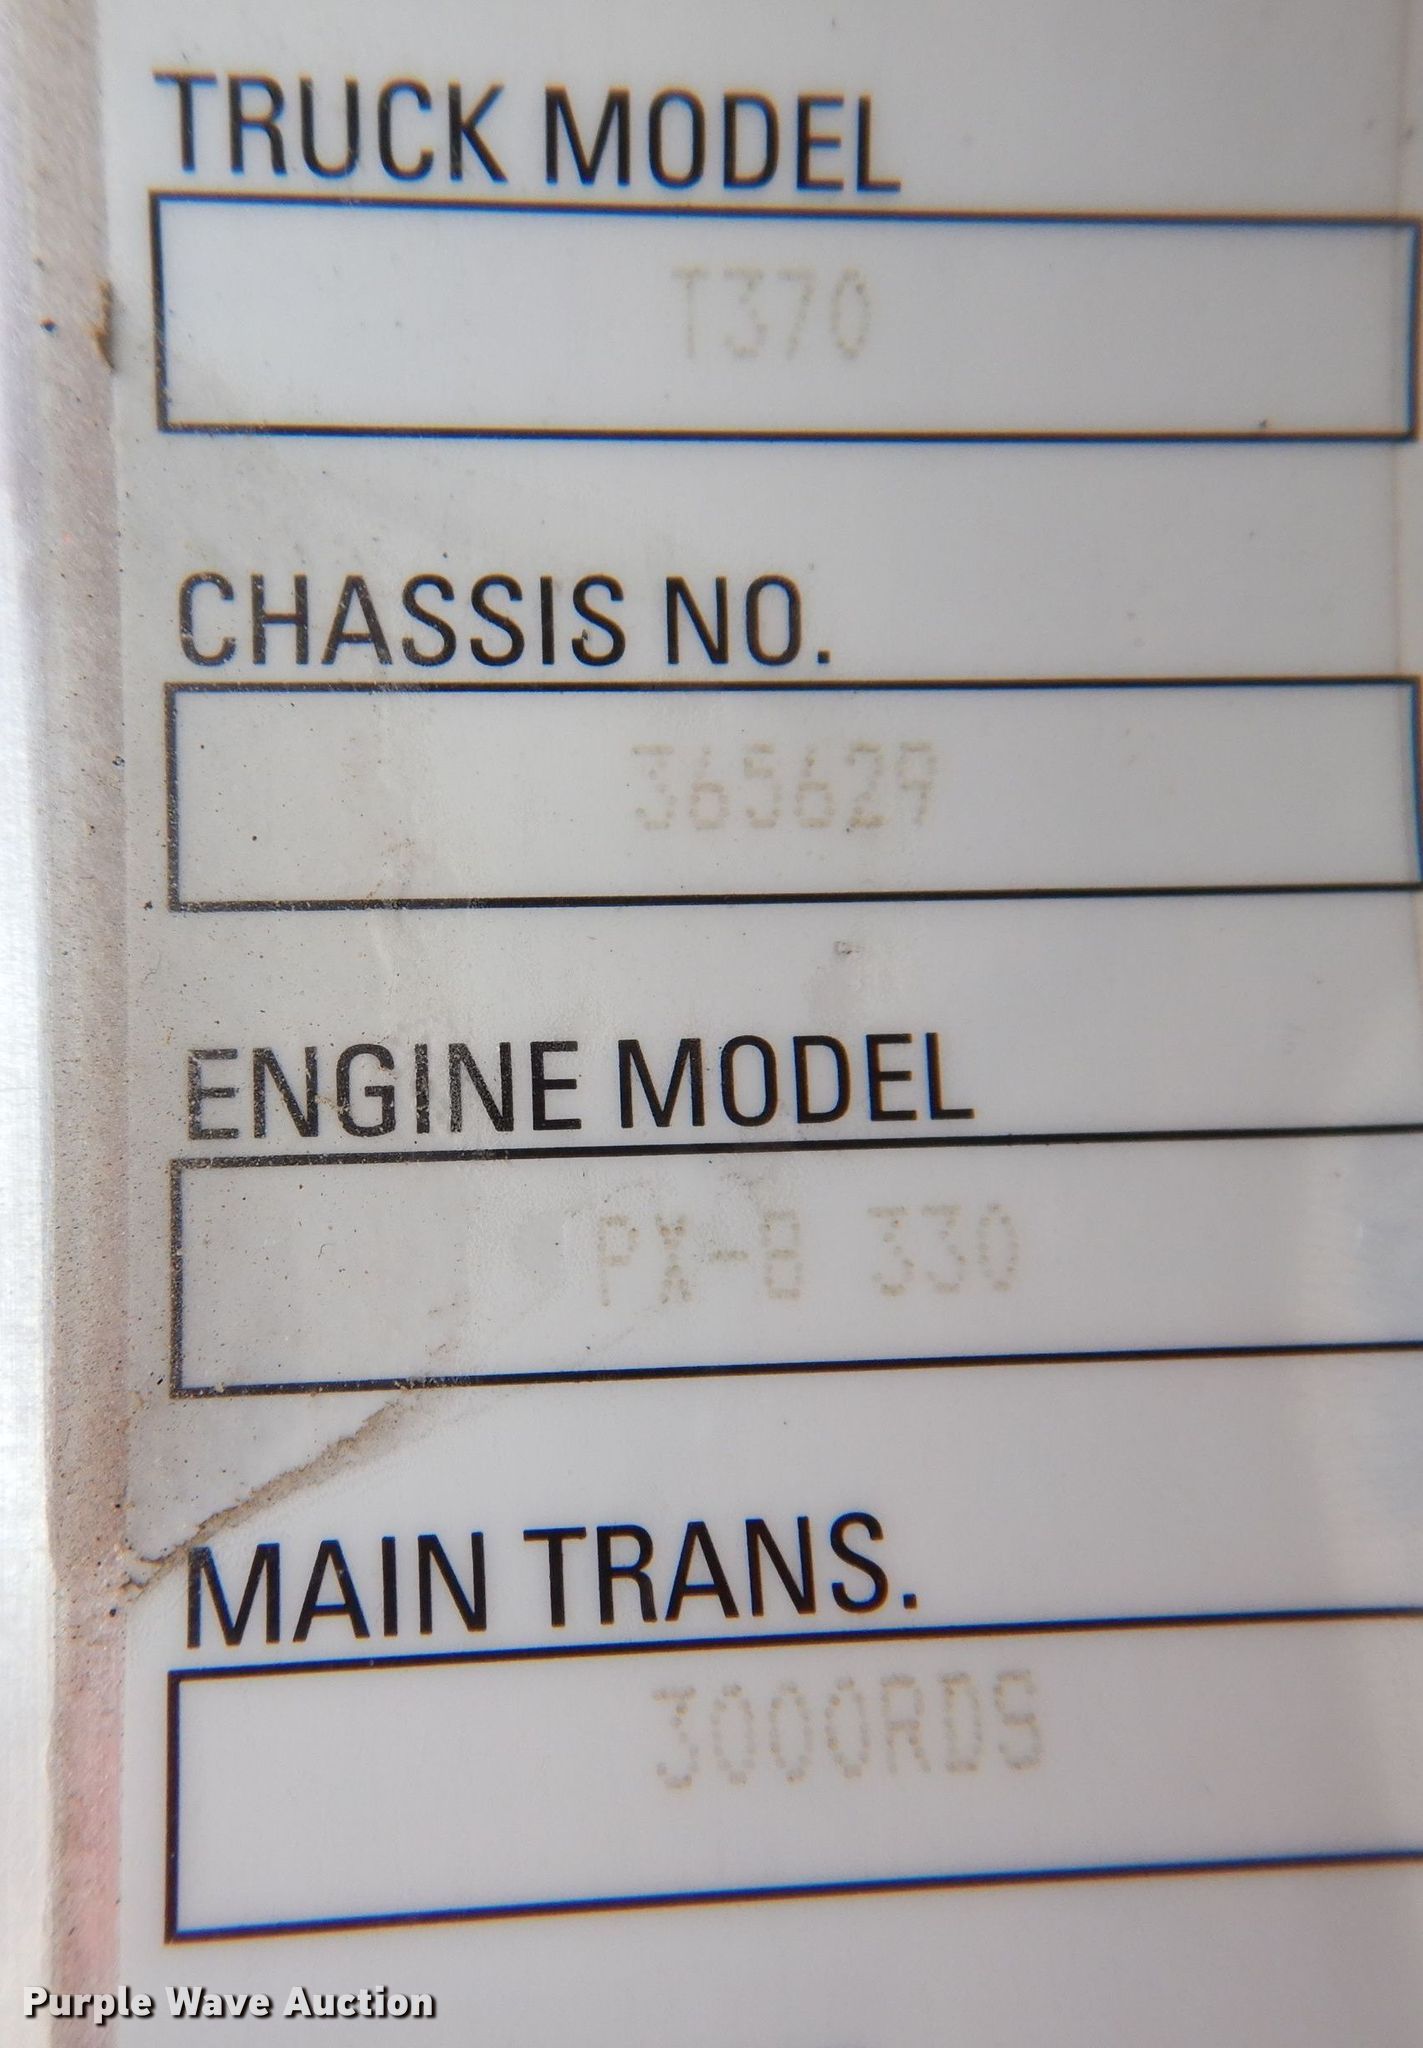 TRUCK MODEL
T370
CHASSIS NO.
365629
ENGINE MODEL
PX-8 330
MAIN TRANS.
3000RDS
Purple Wave Auction